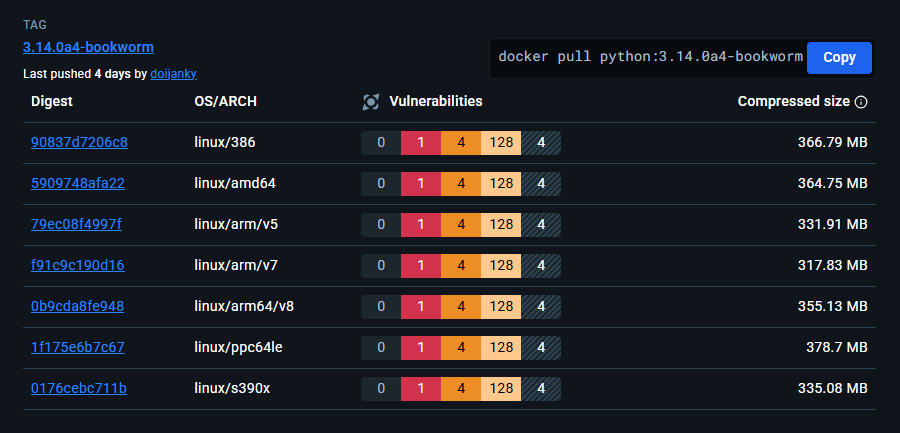 TAG
3.14.0a4-bookworm
Last pushed 4 days by doijanky
docker pull python:3.14.0a4-bookworm Copy
Digest OS/ARCH Vulnerabilities Compressed size
90837d7206c8 linux/386 0 1 4 128 4 366.79 MB
5909748afa22 linux/amd64 0 1 4 128 4 364.75 MB
79ec08f4997f linux/arm/v5 0 1 4 128 4 331.91 MB
f91c9c190d16 linux/arm/v7 0 1 4 128 4 317.83 MB
0b9cda8fe948 linux/arm64/v8 0 1 4 128 4 355.13 MB
1f175e6b7c67 linux/ppc64le 0 1 4 128 4 378.7 MB
0176cebc711b linux/s390x 0 1 4 128 4 335.08 MB